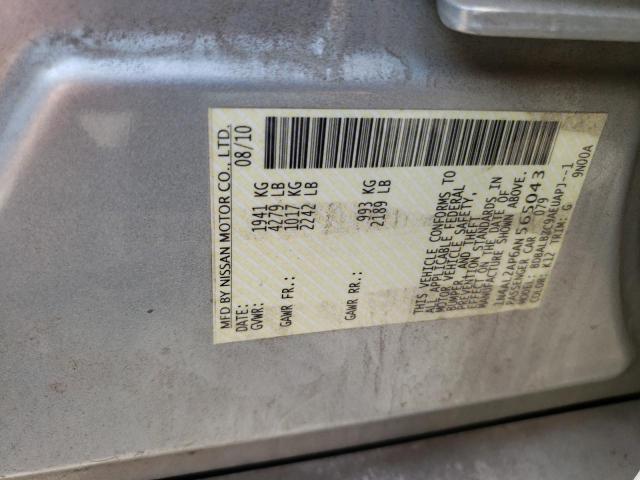 MFD BY NISSAN MOTOR CO., LTD.
DATE: 08/10
GVWR: 1941 KG
4279 LB
GAWR FR.: 1017 KG
2242 LB
GAWR RR.: 993 KG
2189 LB
THIS VEHICLE CONFORMS TO
ALL APPLICABLE FEDERAL
MOTOR VEHICLE SAFETY,
BUMPER AND THEFT
PREVENTION STANDARDS IN
EFFECT ON THE DATE OF
MANUFACTURE SHOWN ABOVE.
1N4AL2AP6AN565043
PASSENGER CAR 079
MODEL:
COLOR: K12 TRIM: G
9N00A